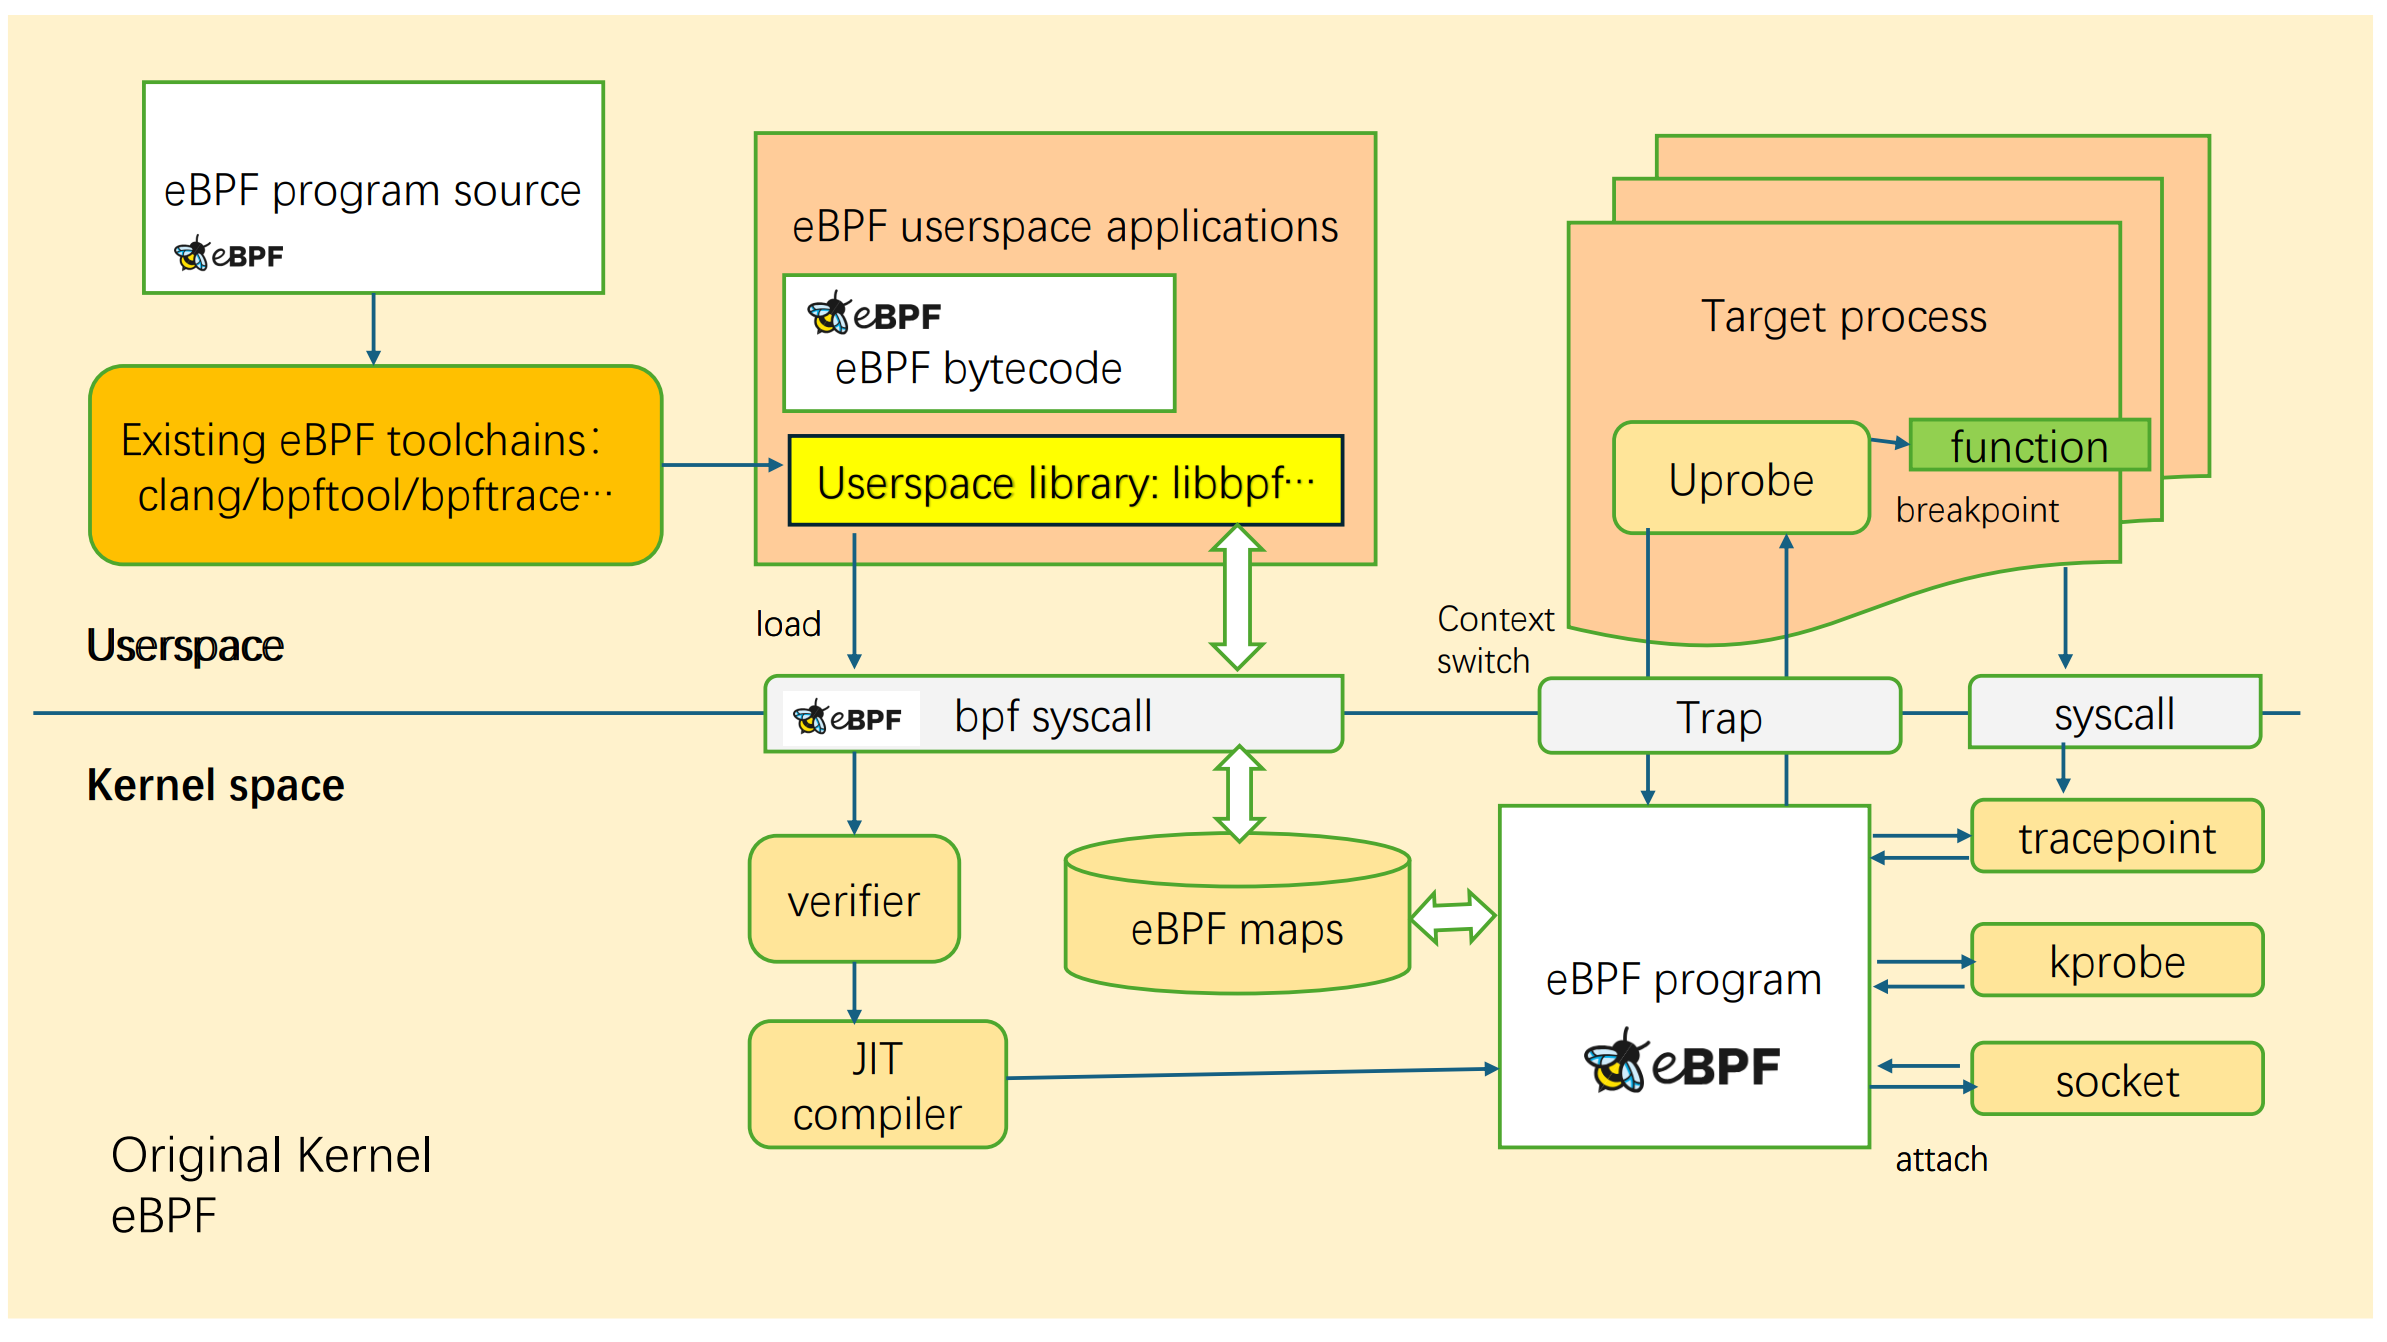 eBPF program source
eBPF
Existing eBPF toolchains：
clang/bpftool/bpftrace…
eBPF userspace applications
eBPF
eBPF bytecode
Userspace library: libbpf…
Target process
Uprobe
function
breakpoint
load
Context
switch
Userspace
eBPF
bpf syscall
Trap
syscall
Kernel space
verifier
eBPF maps
JIT
compiler
eBPF program
eBPF
tracepoint
kprobe
socket
attach
Original Kernel
eBPF